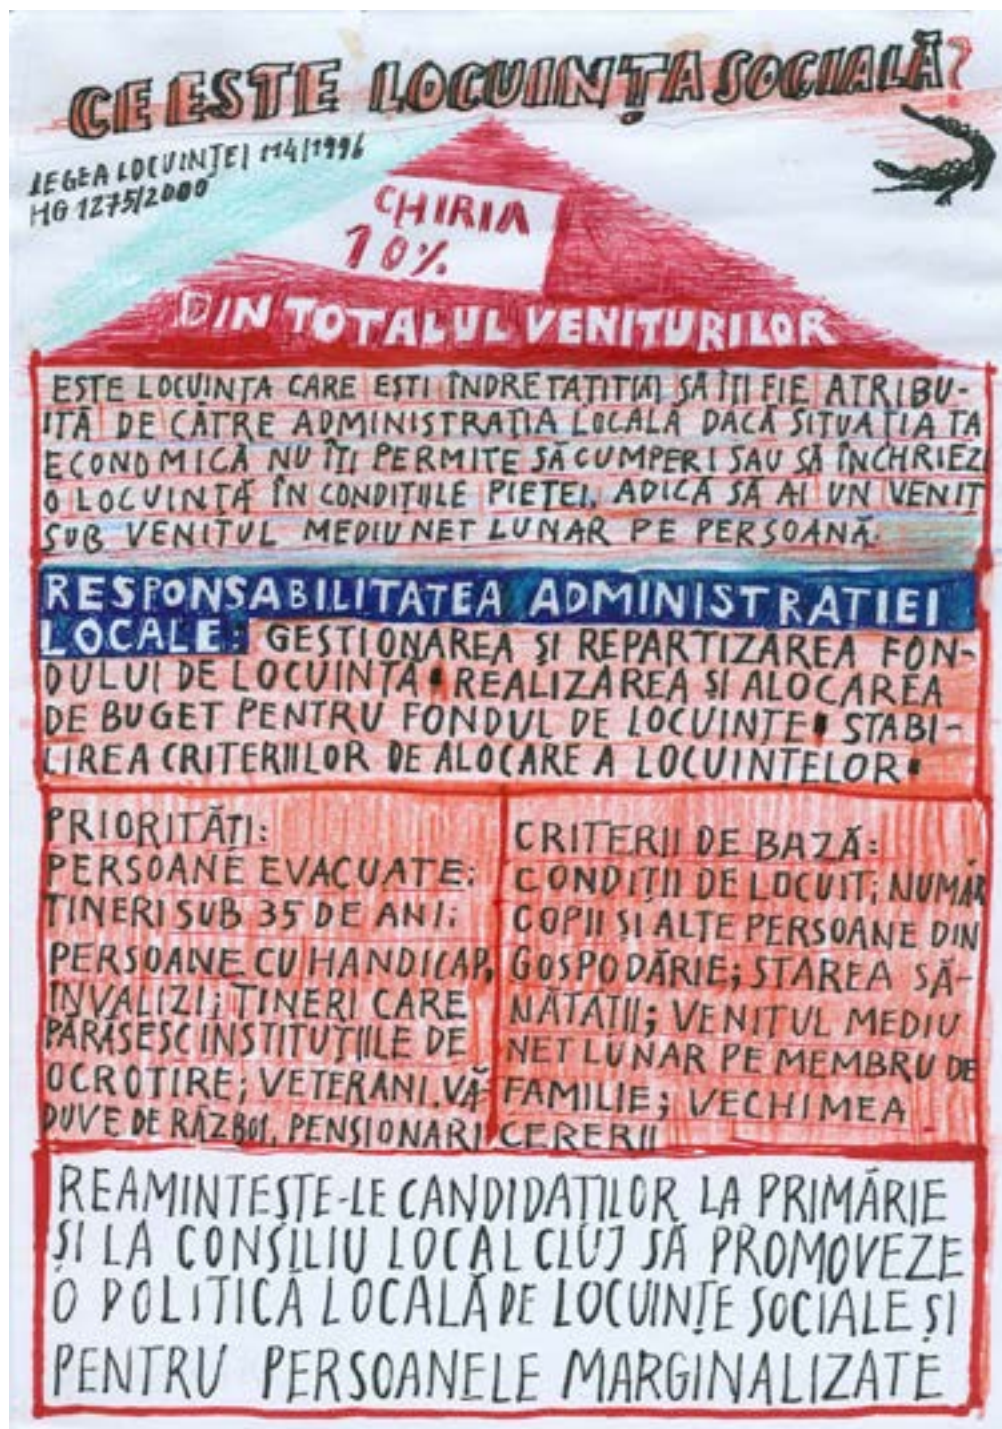 CE ESTE LOCUINȚA SOCIALĂ?
LEGEA LOCUINȚEI 114/1996
HG 1275/2000
CHIRIA
10%
DIN TOTALUL VENITURILOR
ESTE LOCUINȚA CARE EȘTI ÎNDRETĂȚIT(A) SĂ ÎȚI FIE ATRIBU-
ITĂ DE CĂTRE ADMINISTRAȚIA LOCALĂ DACĂ SITUAȚIA TA
ECONOMICĂ NU ÎȚI PERMITE SĂ CUMPERI SAU SĂ ÎNCHRIEZI
O LOCUINȚĂ ÎN CONDIȚIILE PIEȚEI, ADICĂ SĂ AI UN VENIT
SUB VENITUL MEDIU NET LUNAR PE PERSOANĂ.
RESPONSABILITATEA ADMINISTRAȚIEI
LOCALE: GESTIONAREA ȘI REPARTIZAREA FON-
DULUI DE LOCUINȚĂ • REALIZAREA ȘI ALOCAREA
DE BUGET PENTRU FONDUL DE LOCUINȚE • STABI-
LIREA CRITERIILOR DE ALOCARE A LOCUINȚELOR •
PRIORITĂȚI:
PERSOANE EVACUATE;
TINERI SUB 35 DE ANI;
PERSOANE CU HANDICAP,
INVALIZI; TINERI CARE
PĂRĂSESC INSTITUȚIILE DE
OCROTIRE; VETERANI, VĂ-
DUVE DE RĂZBOI, PENSIONARI
CRITERII DE BAZĂ:
CONDIȚII DE LOCUIT; NUMĂR
COPII ȘI ALTE PERSOANE DIN
GOSPODĂRIE; STAREA SĂ-
NĂTAȚII; VENITUL MEDIU
NET LUNAR PE MEMBRU DE
FAMILIE; VECHIMEA
CERERII
REAMINTEȘTE-LE CANDIDAȚILOR LA PRIMĂRIE
ȘI LA CONSILIU LOCAL CLUJ SĂ PROMOVEZE
O POLITICĂ LOCALĂ DE LOCUINȚE SOCIALE ȘI
PENTRU PERSOANELE MARGINALIZATE